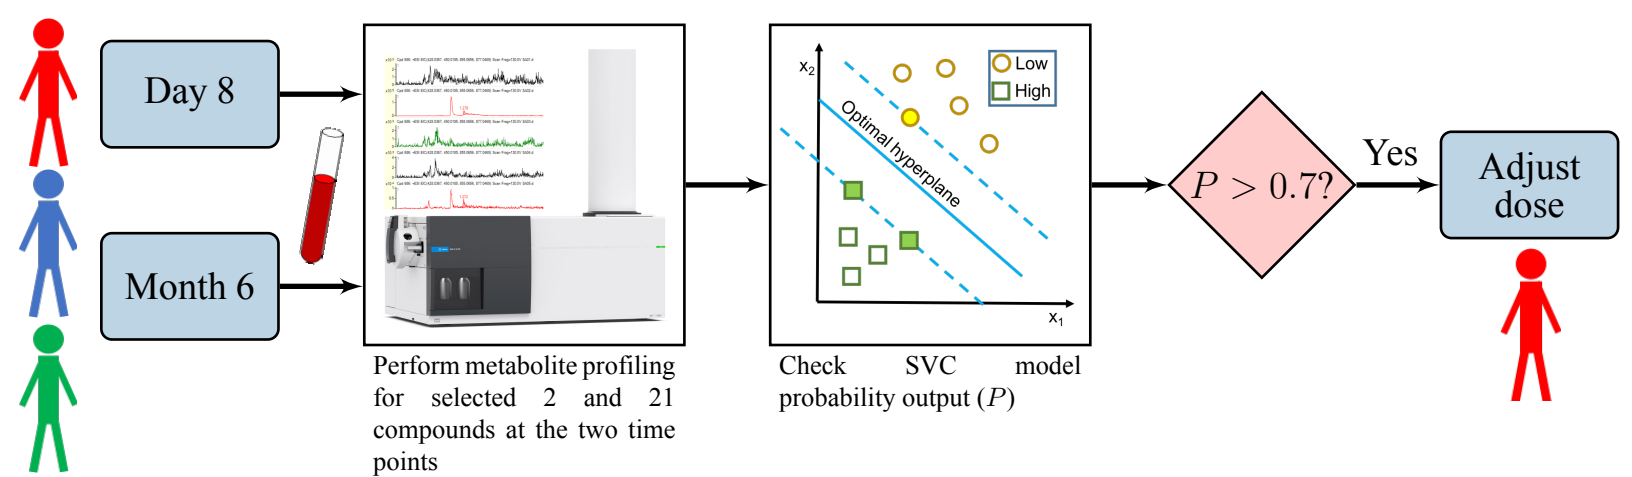 Day 8
Month 6
Perform metabolite profiling
for selected 2 and 21
compounds at the two time
points
x2
Low
High
Optimal hyperplane
x1
Check SVC model
probability output (P)
P > 0.7?
Yes
Adjust
dose